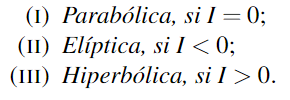 (I) Parabólica, si I = 0;
(II) Elíptica, si I < 0;
(III) Hiperbólica, si I > 0.